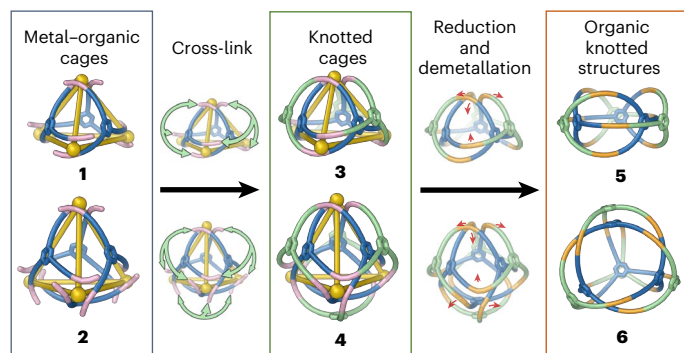 Metal–organic
cages
Cross-link
Knotted
cages
Reduction
and
demetallation
Organic
knotted
structures
1
3
5
2
4
6